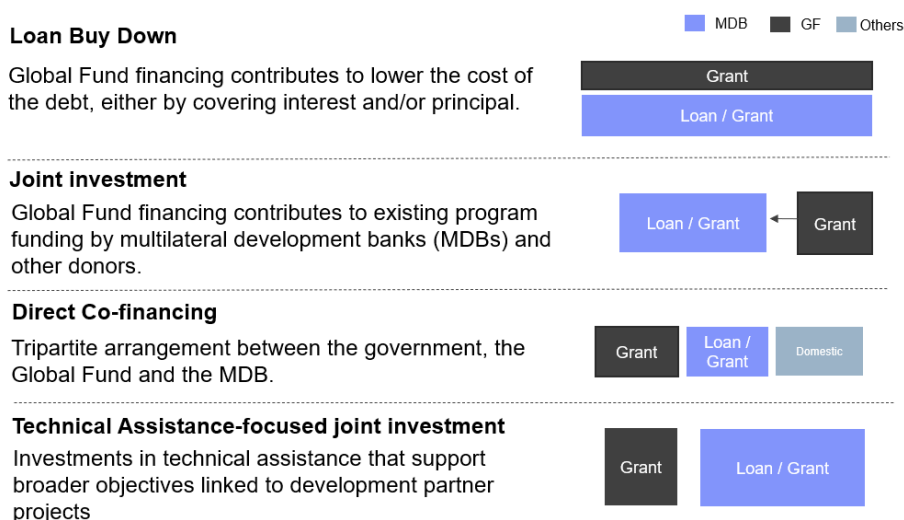 MDB GF Others
Loan Buy Down
Global Fund financing contributes to lower the cost of
the debt, either by covering interest and/or principal.
Grant
Loan / Grant
Joint investment
Global Fund financing contributes to existing program
funding by multilateral development banks (MDBs) and
other donors.
Loan / Grant
Grant
Direct Co-financing
Tripartite arrangement between the government, the
Global Fund and the MDB.
Grant
Loan /
Grant
Domestic
Technical Assistance-focused joint investment
Investments in technical assistance that support
broader objectives linked to development partner
projects
Grant
Loan / Grant